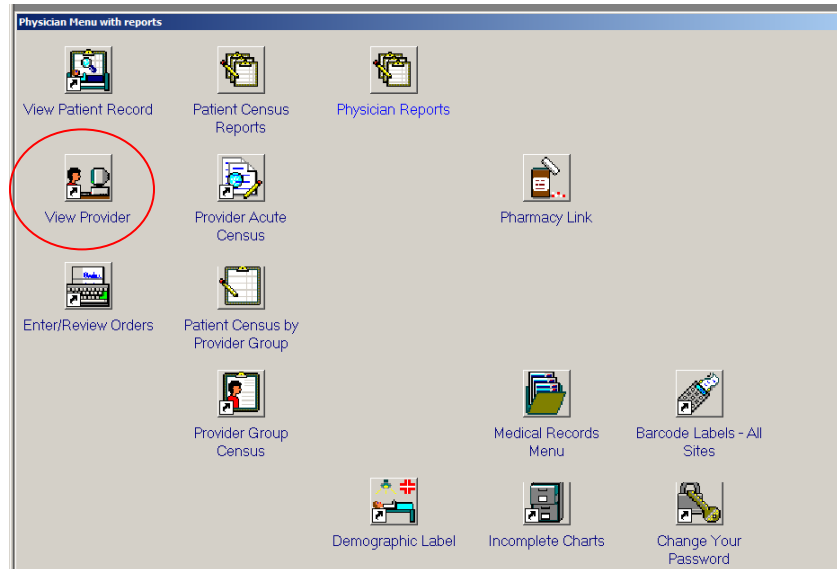 Physician Menu with reports
View Patient Record
Patient Census
Reports
Physician Reports
View Provider
Provider Acute
Census
Pharmacy Link
Enter/Review Orders
Patient Census by
Provider Group
Provider Group
Census
Medical Records
Menu
Barcode Labels - All
Sites
Demographic Label
Incomplete Charts
Change Your
Password